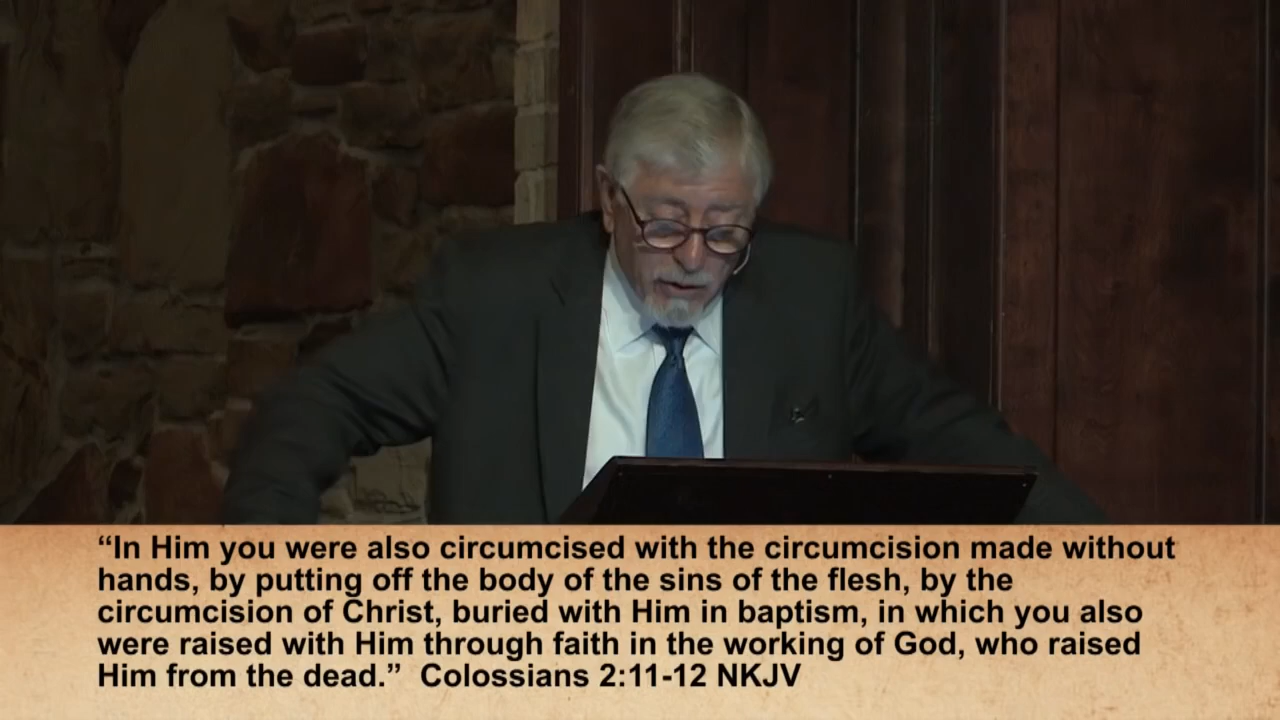 “In Him you were also circumcised with the circumcision made without
hands, by putting off the body of the sins of the flesh, by the
circumcision of Christ, buried with Him in baptism, in which you also
were raised with Him through faith in the working of God, who raised
Him from the dead.”  Colossians 2:11-12 NKJV